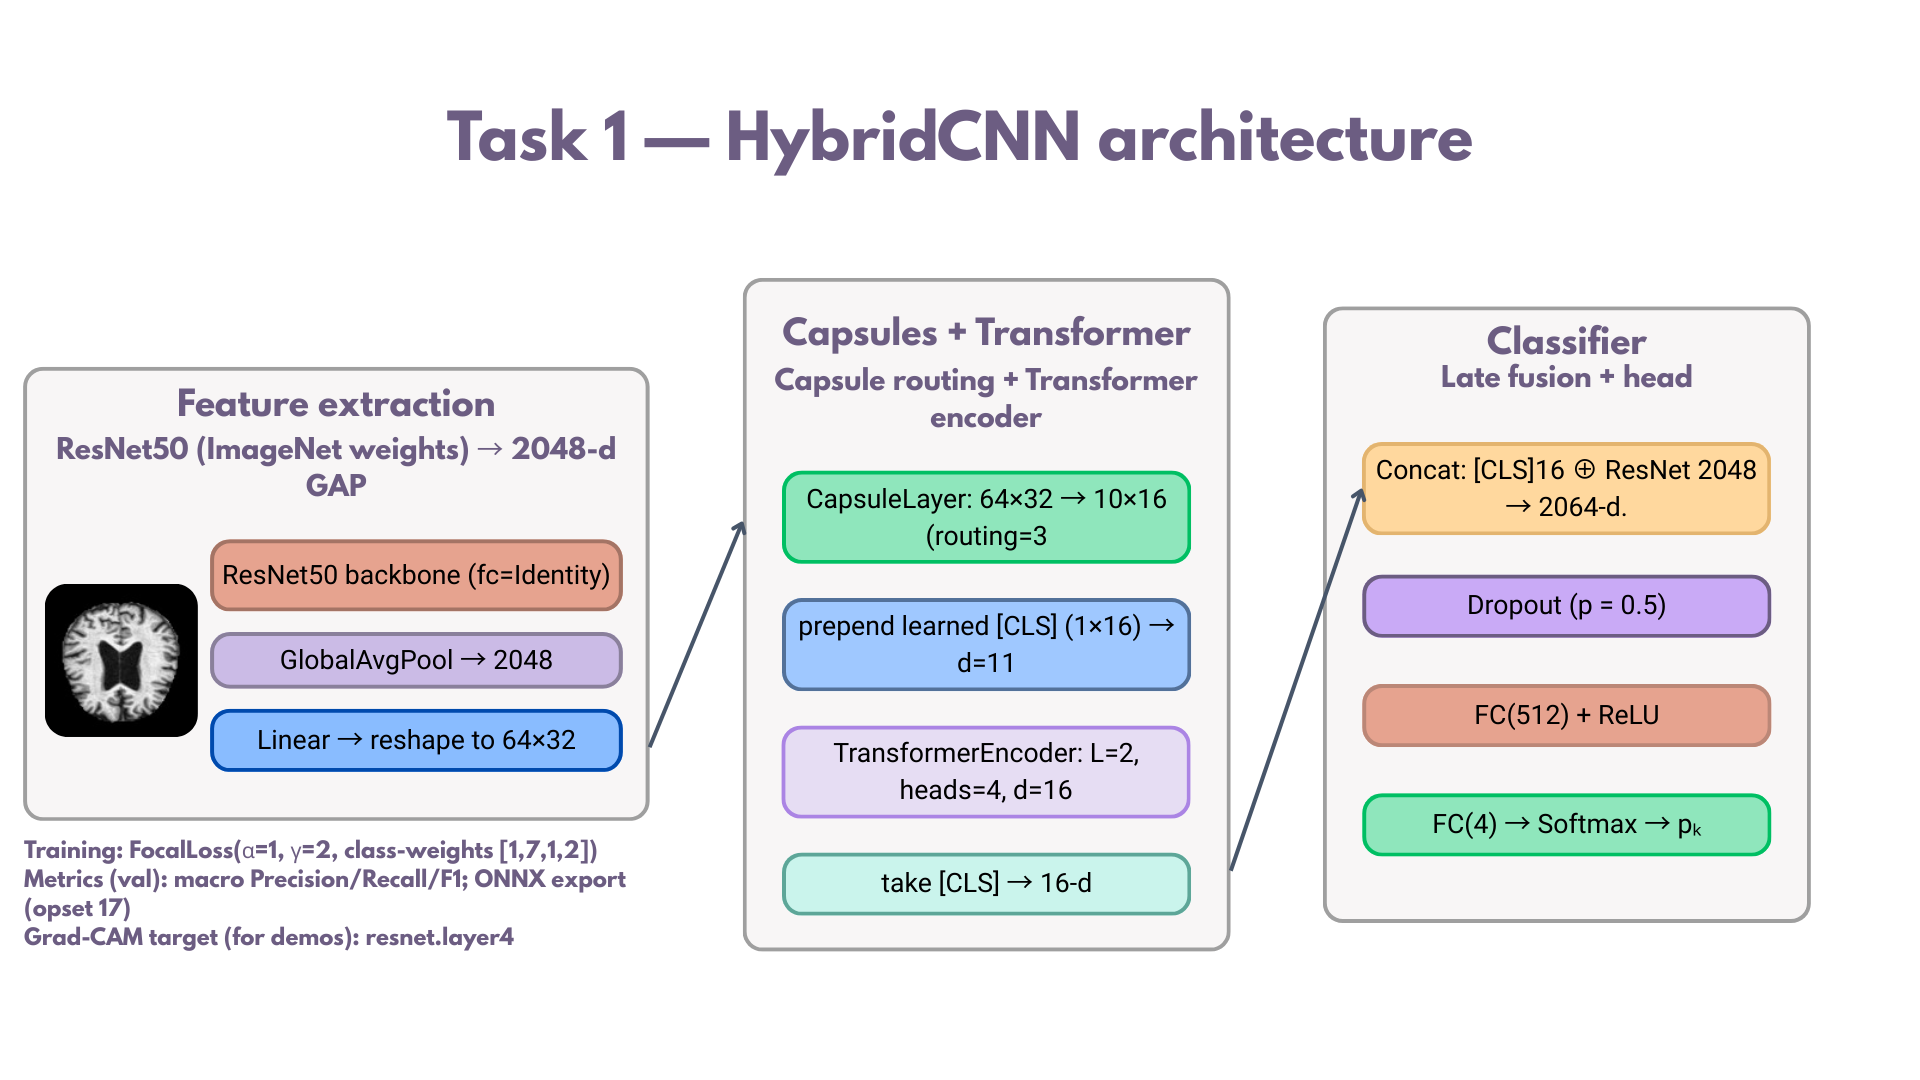 Task 1 — HybridCNN architecture
Feature extraction
ResNet50 (ImageNet weights) → 2048-d
GAP
ResNet50 backbone (fc=Identity)
GlobalAvgPool → 2048
Linear → reshape to 64×32
Training: FocalLoss(α=1, γ=2, class-weights [1,7,1,2])
Metrics (val): macro Precision/Recall/F1; ONNX export
(opset 17)
Grad-CAM target (for demos): resnet.layer4
Capsules + Transformer
Capsule routing + Transformer
encoder
CapsuleLayer: 64×32 → 10×16
(routing=3
prepend learned [CLS] (1×16) →
d=11
TransformerEncoder: L=2,
heads=4, d=16
take [CLS] → 16-d
Classifier
Late fusion + head
Concat: [CLS]16 ⊕ ResNet 2048
→ 2064-d.
Dropout (p = 0.5)
FC(512) + ReLU
FC(4) → Softmax → pₖ